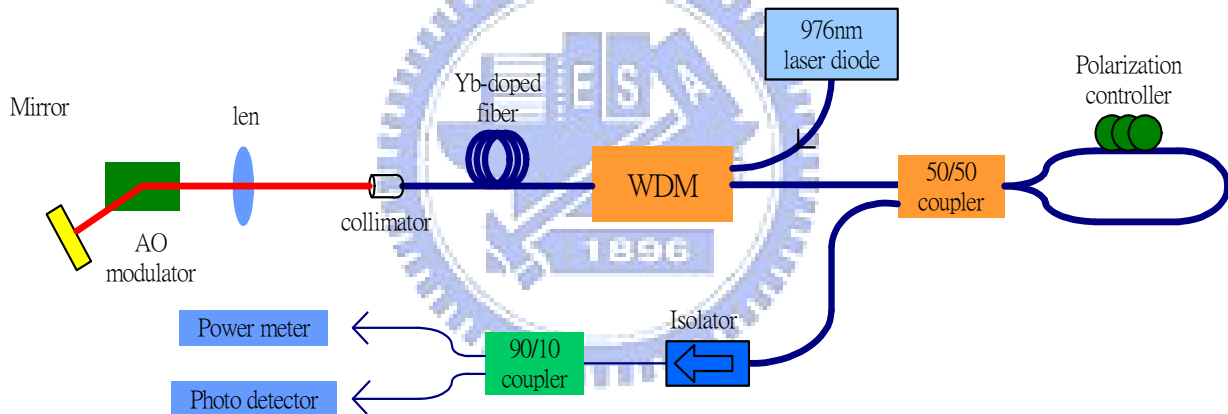 976nm
laser diode
Polarization
controller
Yb-doped
fiber
Mirror
len
WDM
50/50
coupler
collimator
AO
modulator
ESA
1896
Isolator
Power meter
90/10
coupler
Photo detector